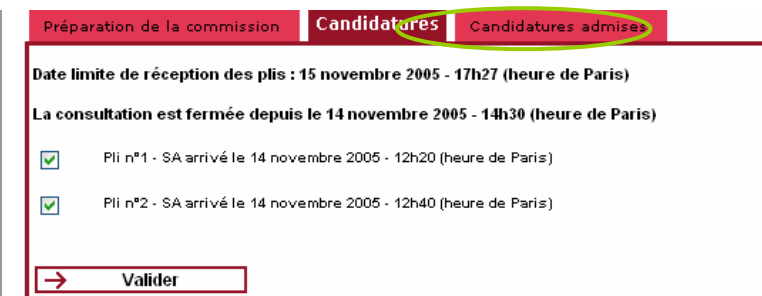 Préparation de la commission Candidatures Candidatures admises
Date limite de réception des plis : 15 novembre 2005 - 17h27 (heure de Paris)
La consultation est fermée depuis le 14 novembre 2005 - 14h30 (heure de Paris)
Pli n°1 - SA arrivé le 14 novembre 2005 - 12h20 (heure de Paris)
Pli n°2 - SA arrivé le 14 novembre 2005 - 12h40 (heure de Paris)
Valider